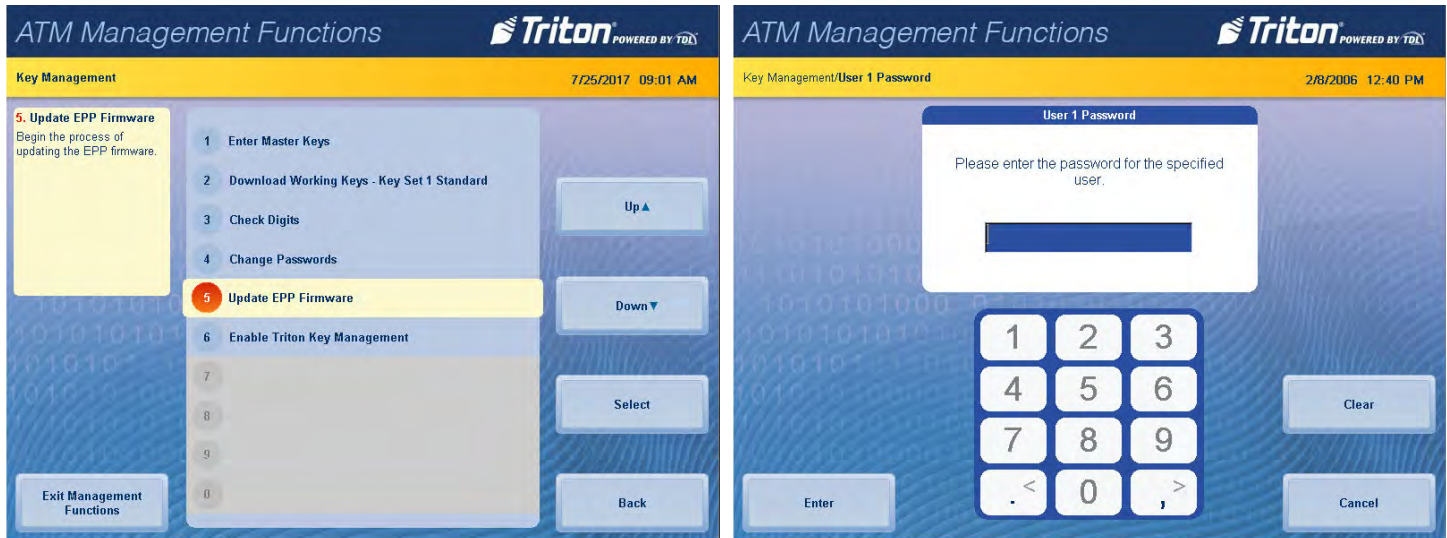 ATM Management Functions
Triton POWERED BY TDL
Key Management
7/25/2017 09:01 AM
5. Update EPP Firmware
Begin the process of
updating the EPP firmware.
1 Enter Master Keys
2 Download Working Keys - Key Set 1 Standard
3 Check Digits
4 Change Passwords
5 Update EPP Firmware
6 Enable Triton Key Management
7
8
9
0
Up▲
Down▼
Select
Back
Exit Management
Functions
ATM Management Functions
Triton POWERED BY TDL
Key Management/User 1 Password
2/8/2006 12:40 PM
User 1 Password
Please enter the password for the specified
user.
1 2 3
4 5 6
7 8 9
. < 0 , >
Clear
Enter
Cancel